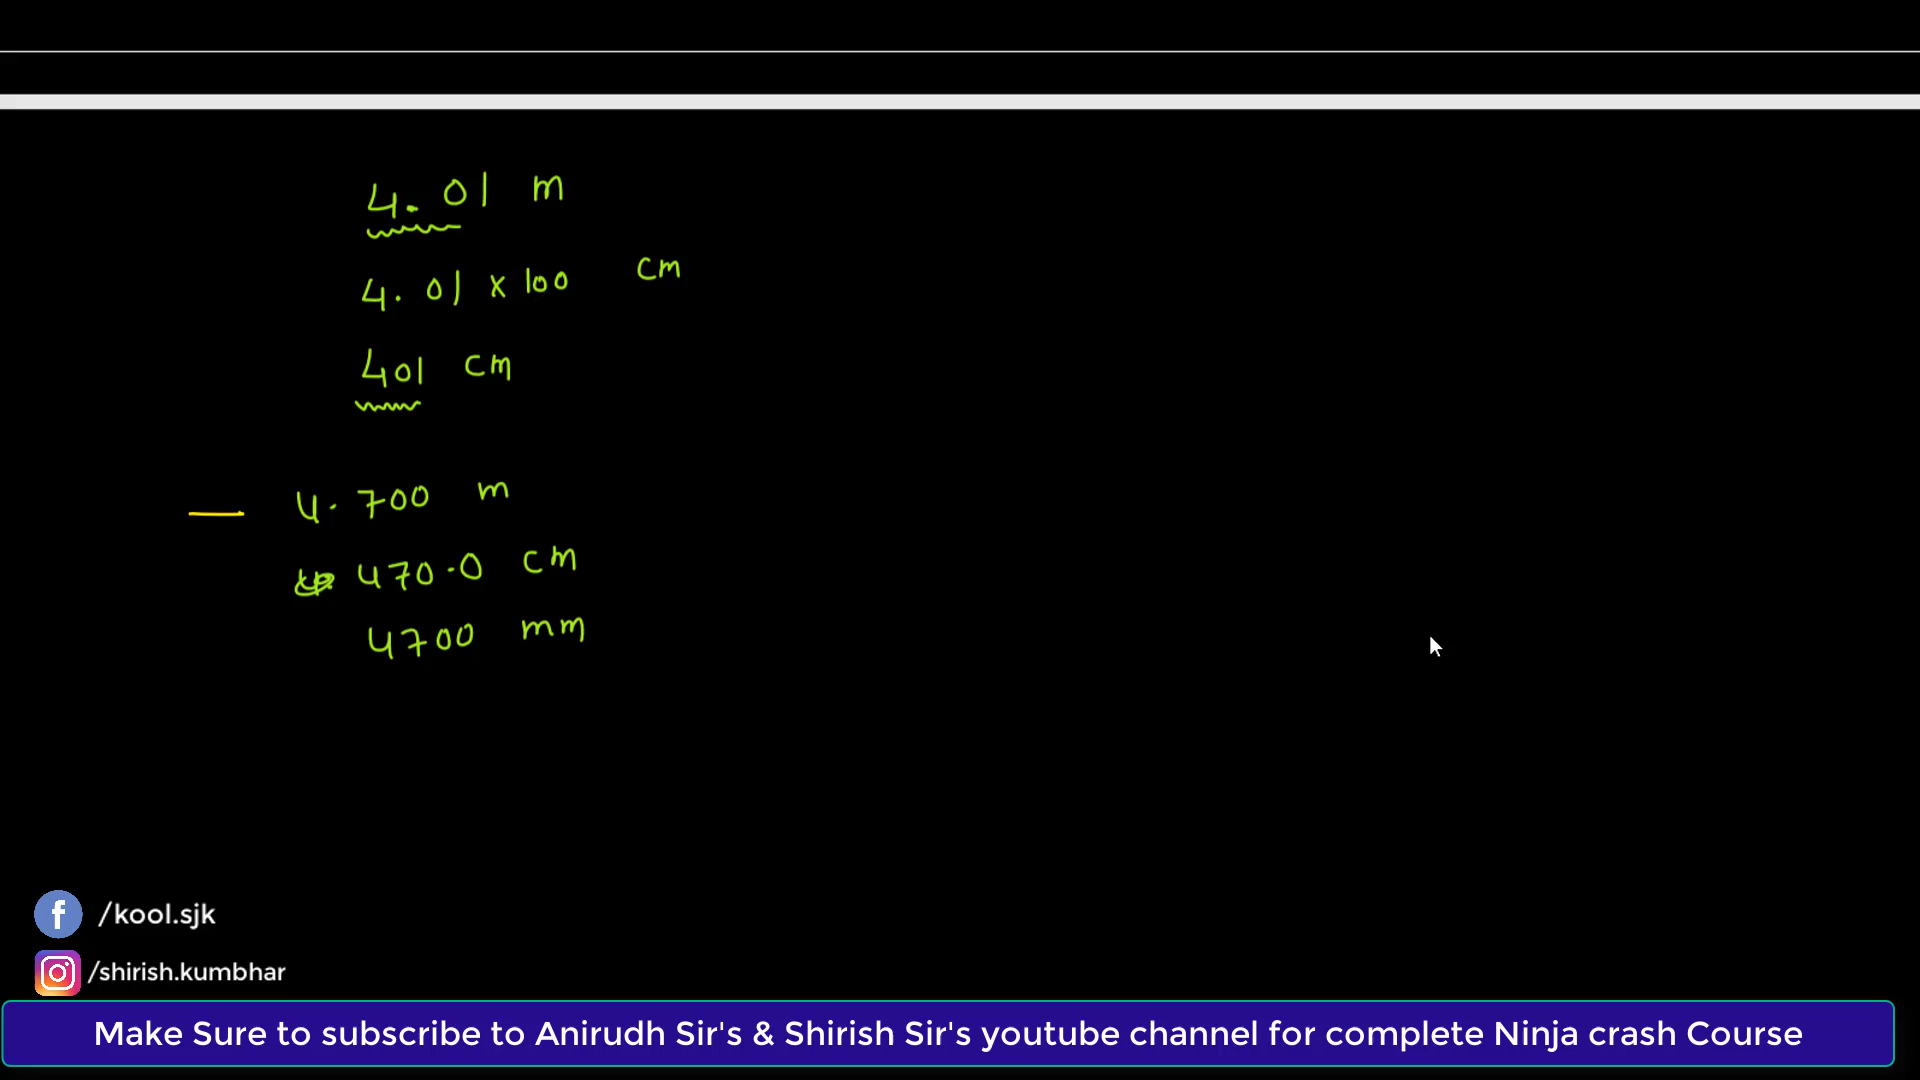 4.01 m
4.01 x 100 cm
401 cm
4.700 m
470.0 cm
4700 mm
/kool.sjk
/shirish.kumbhar
Make Sure to subscribe to Anirudh Sir's & Shirish Sir's youtube channel for complete Ninja crash Course